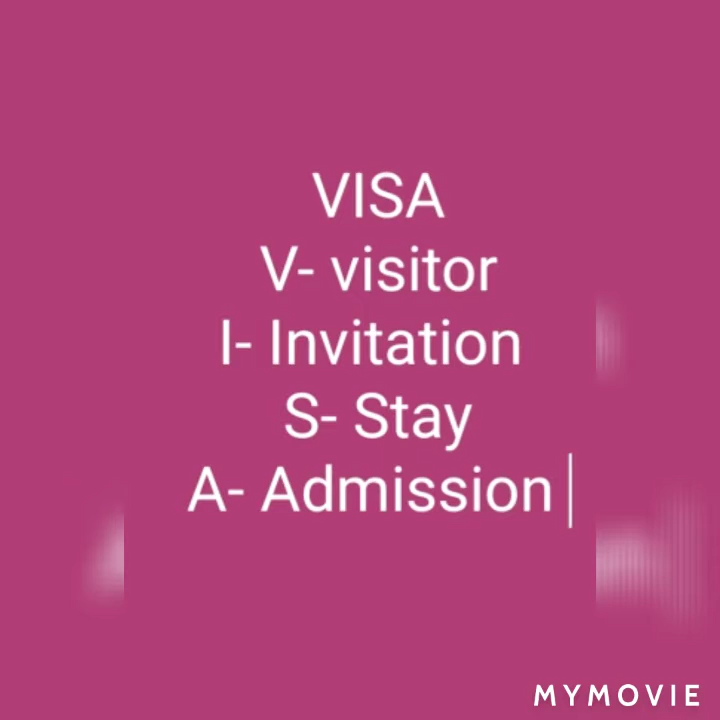 VISA
V- visitor
I- Invitation
S- Stay
A- Admission
MYMOVIE